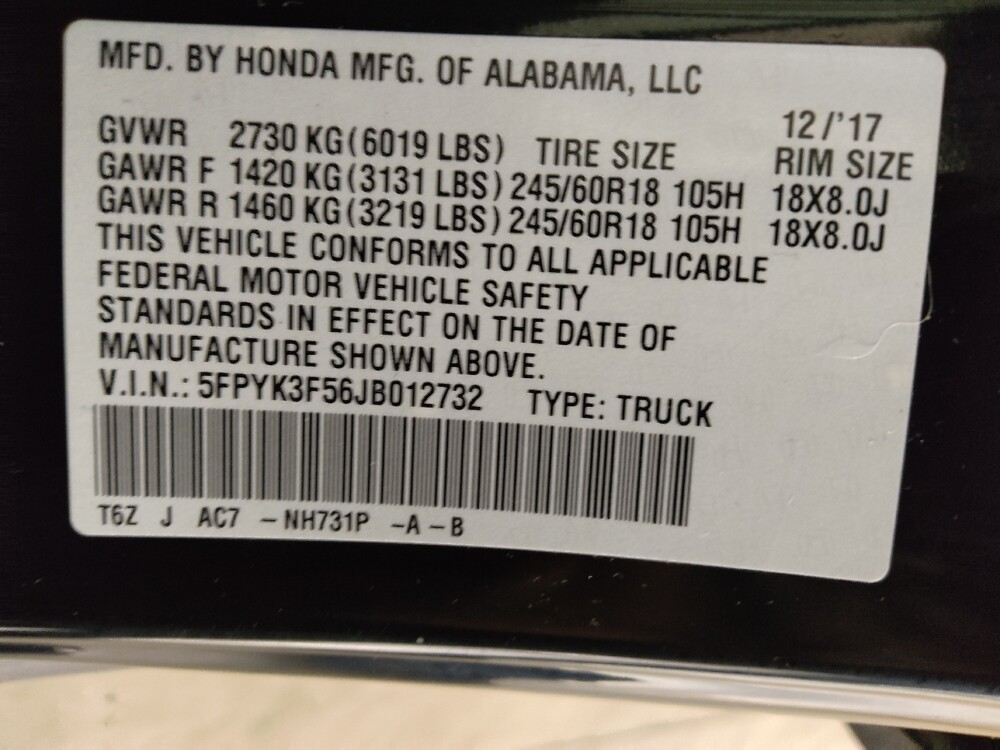 MFD. BY HONDA MFG. OF ALABAMA, LLC
12/'17
GVWR 2730 KG(6019 LBS) TIRE SIZE RIM SIZE
GAWR F 1420 KG(3131 LBS) 245/60R18 105H 18X8.0J
GAWR R 1460 KG(3219 LBS) 245/60R18 105H 18X8.0J
THIS VEHICLE CONFORMS TO ALL APPLICABLE
FEDERAL MOTOR VEHICLE SAFETY
STANDARDS IN EFFECT ON THE DATE OF
MANUFACTURE SHOWN ABOVE.
V.I.N.: 5FPYK3F56JB012732 TYPE: TRUCK
T6Z J AC7 -NH731P -A -B